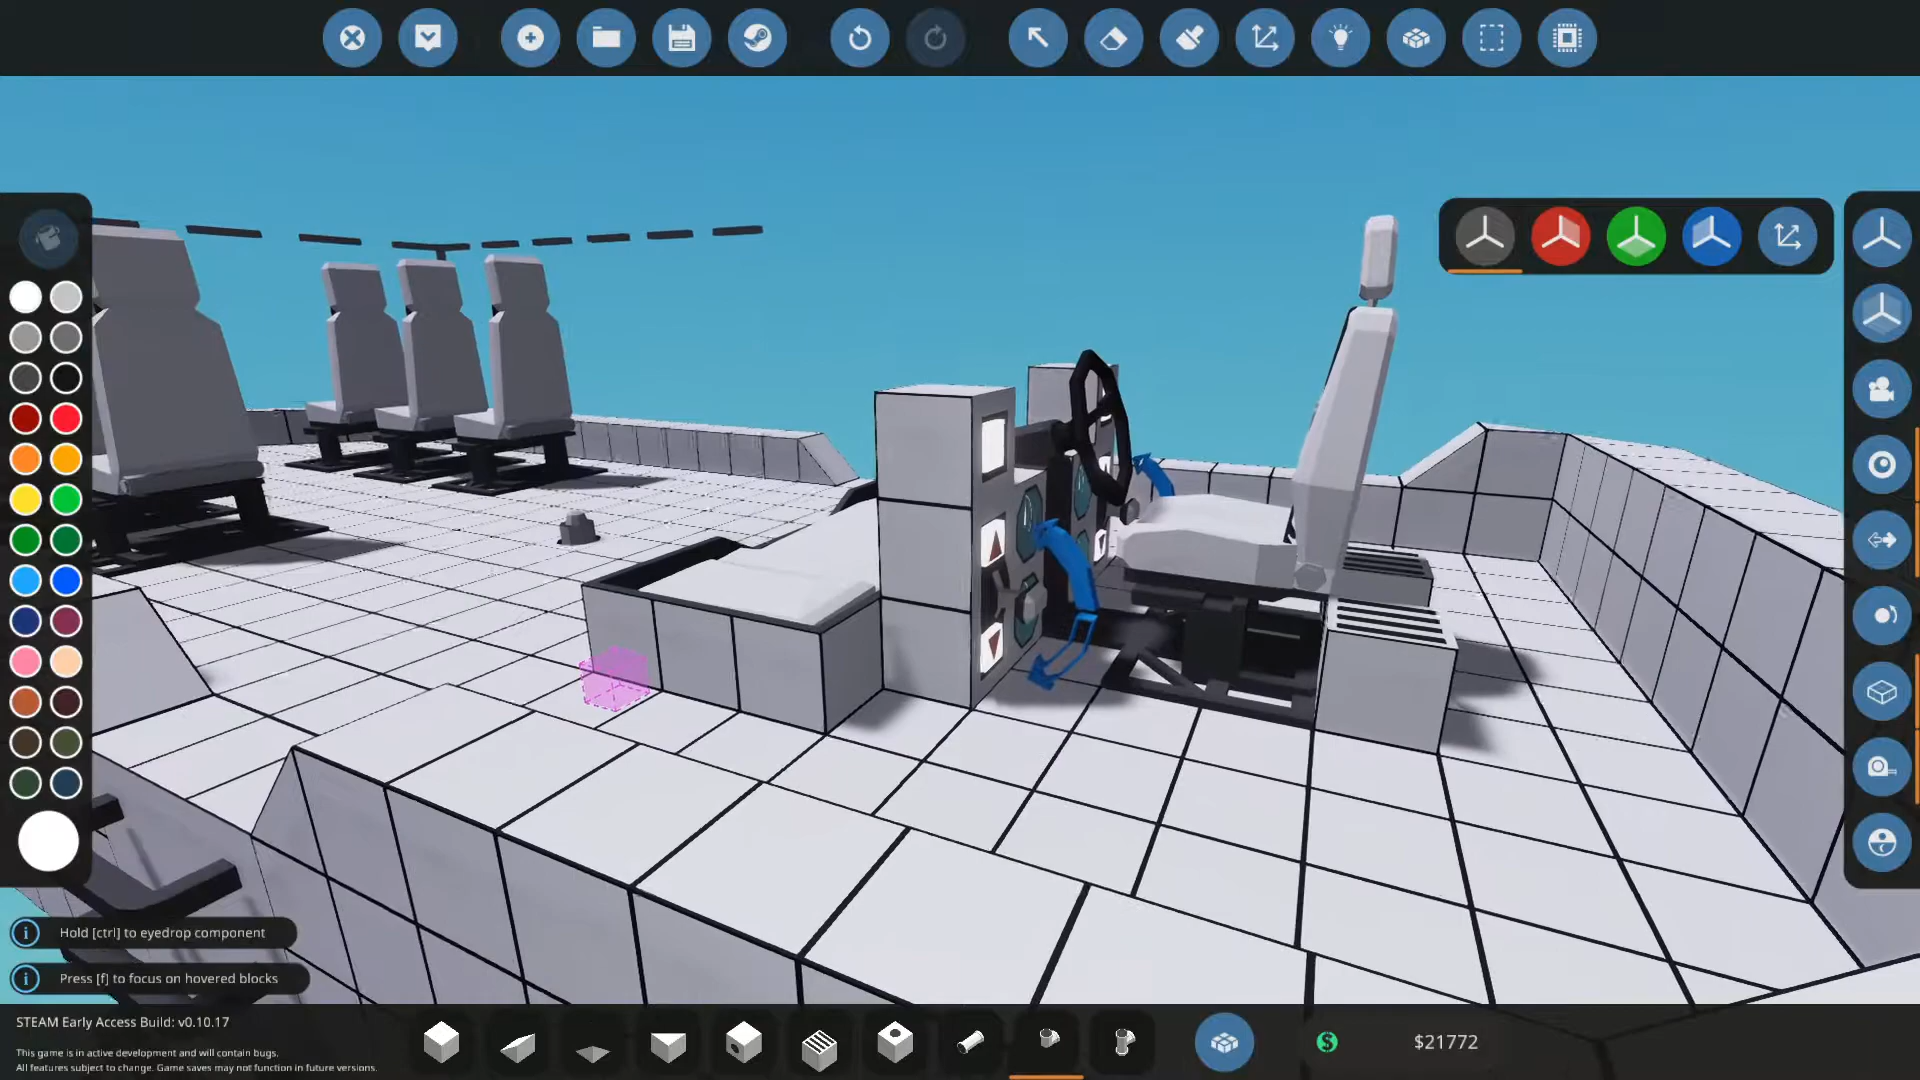 Hold [ctrl] to eyedrop component
Press [f] to focus on hovered blocks
STEAM Early Access Build: v0.10.17
This game is in active development and will contain bugs.
All features subject to change. Game saves may not function in future versions.
$21772